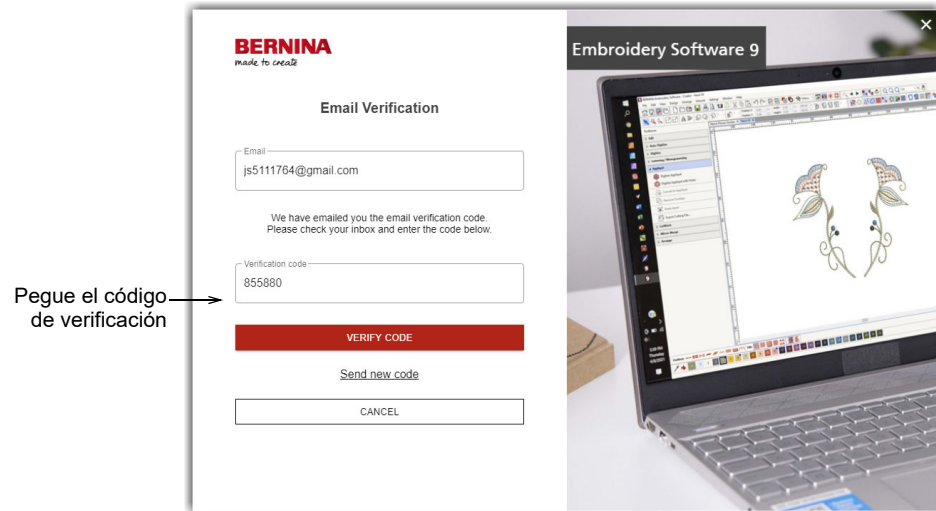 BERNINA
made to create
Embroidery Software 9
Email Verification
Email
js5111764@gmail.com
We have emailed you the email verification code.
Please check your inbox and enter the code below.
Verification code
855880
Pegue el código
de verificación
VERIFY CODE
Send new code
CANCEL